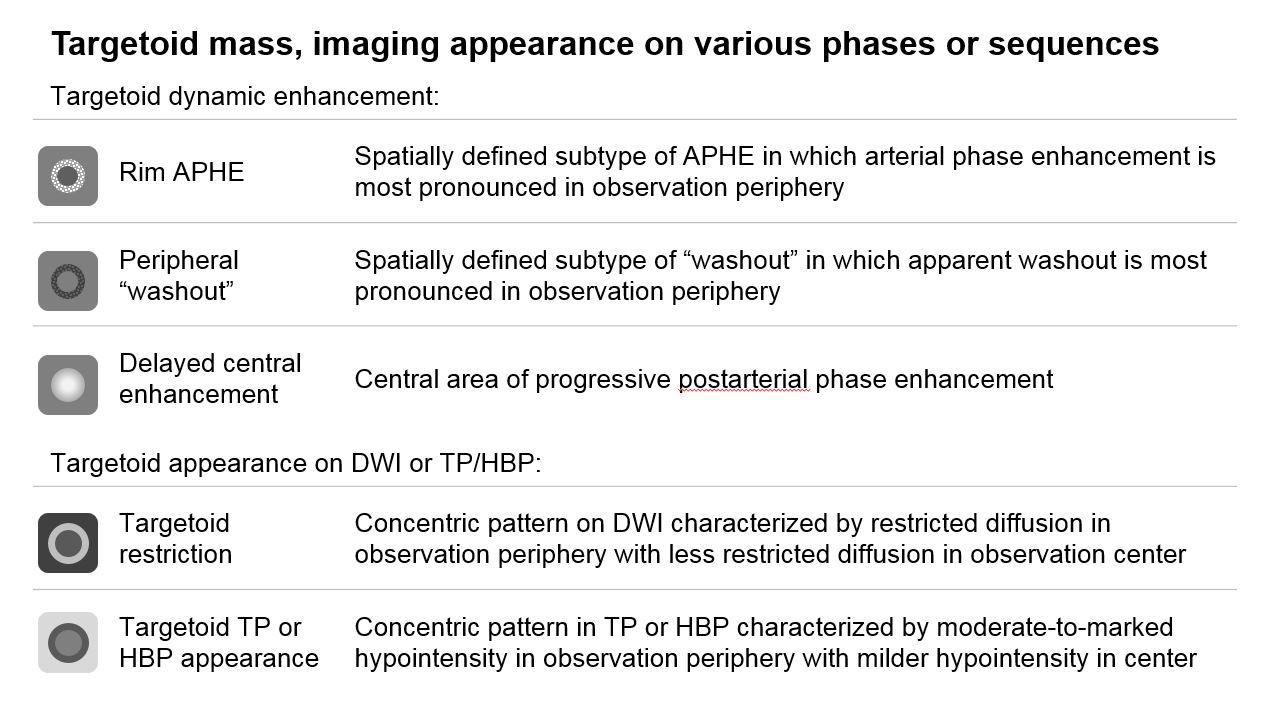 Targetoid mass, imaging appearance on various phases or sequences
Targetoid dynamic enhancement:
Rim APHE
Spatially defined subtype of APHE in which arterial phase enhancement is
most pronounced in observation periphery
Peripheral
“washout”
Spatially defined subtype of “washout” in which apparent washout is most
pronounced in observation periphery
Delayed central
enhancement
Central area of progressive postarterial phase enhancement
Targetoid appearance on DWI or TP/HBP:
Targetoid
restriction
Concentric pattern on DWI characterized by restricted diffusion in
observation periphery with less restricted diffusion in observation center
Targetoid TP or
HBP appearance
Concentric pattern in TP or HBP characterized by moderate-to-marked
hypointensity in observation periphery with milder hypointensity in center